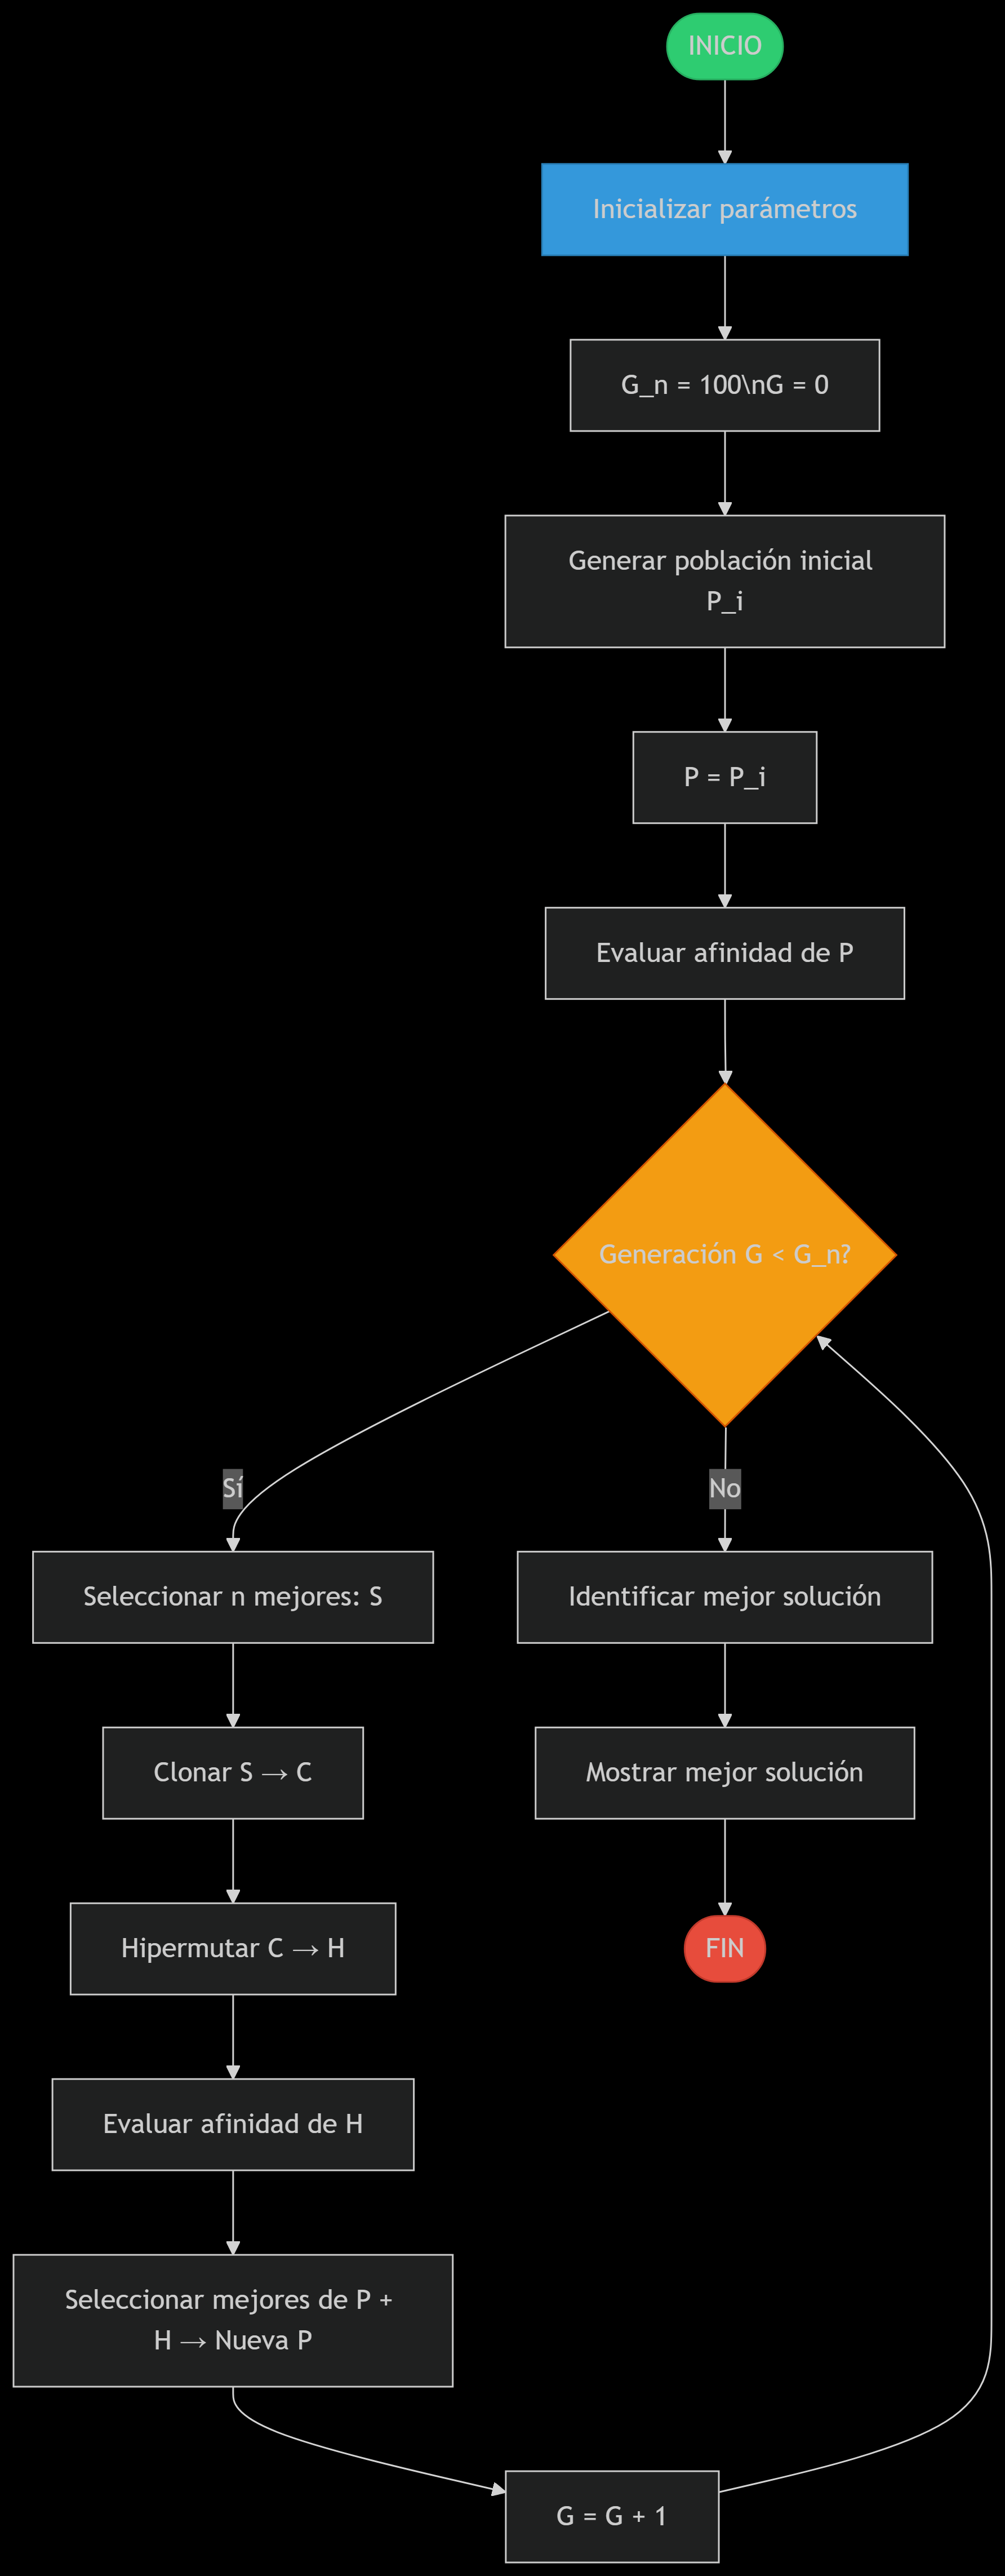 INICIO
Inicializar parámetros
G_n = 100\nG = 0
Generar población inicial
P_i
P = P_i
Evaluar afinidad de P
Generación G < G_n?
Sí
No
Seleccionar n mejores: S
Identificar mejor solución
Clonar S → C
Mostrar mejor solución
Hipermutar C → H
FIN
Evaluar afinidad de H
Seleccionar mejores de P +
H → Nueva P
G = G + 1